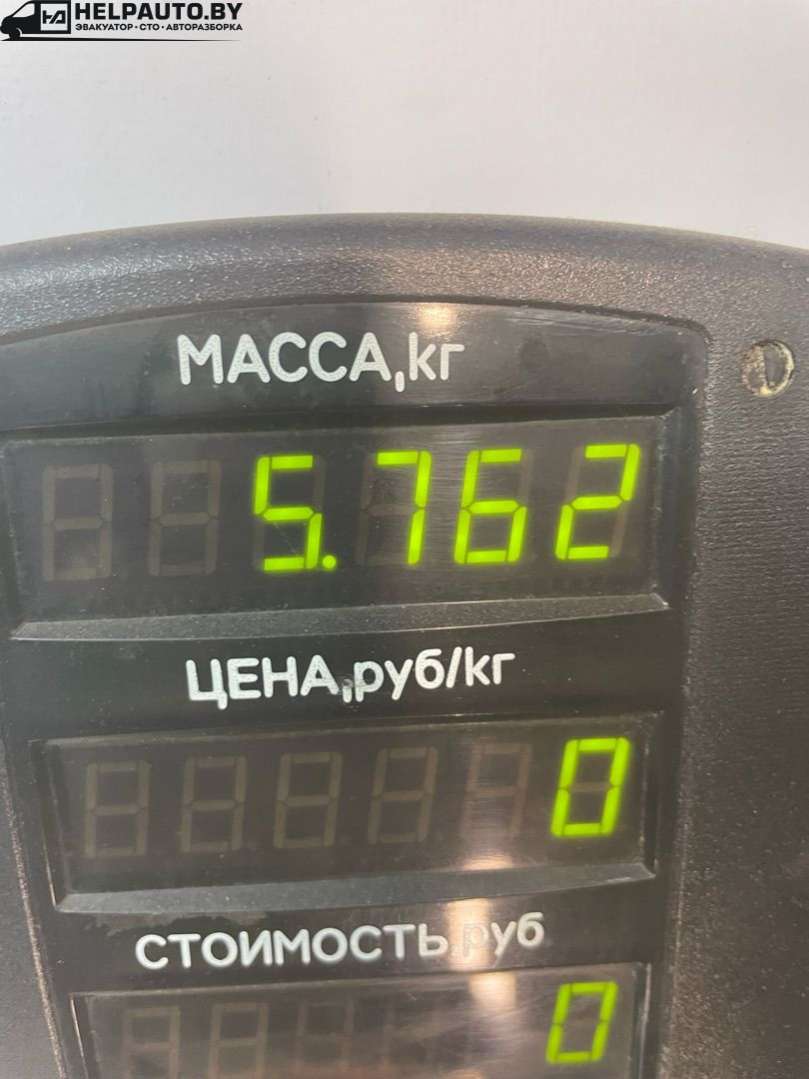 HELPAUTO.BY
ЭВАКУАТОР • СТО • АВТОРАЗБОРКА
МАССА,кг
5.762
ЦЕНА,руб/кг
0
СТОИМОСТЬ,руб
0